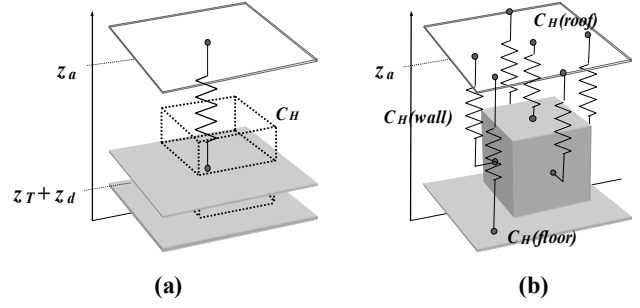 z_a
C_H
z_T + z_d
(a)
C_H(roof)
z_a
C_H(wall)
C_H(floor)
(b)